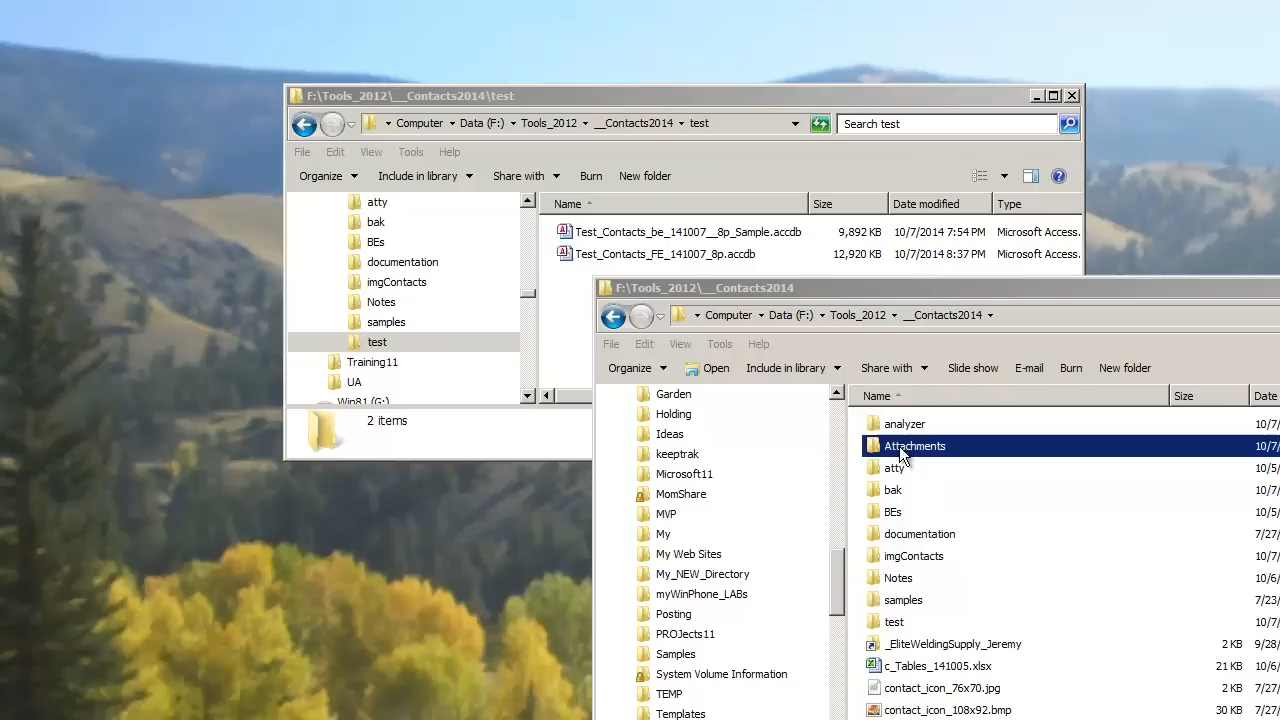 F:\Tools_2012\__Contacts2014\test
Computer Data (F:) Tools_2012 __Contacts2014 test
Search test
File Edit View Tools Help
Organize Include in library Share with Burn New folder
atty
bak
BEs
documentation
imgContacts
Notes
samples
test
Training11
UA
Win81 (G:)
Name Size Date modified Type
Test_Contacts_be_141007__8p_Sample.accdb 9,892 KB 10/7/2014 7:54 PM Microsoft Access.
Test_Contacts_FE_141007_8p.accdb 12,920 KB 10/7/2014 8:37 PM Microsoft Access.
2 items
F:\Tools_2012\__Contacts2014
Computer Data (F:) Tools_2012 __Contacts2014
File Edit View Tools Help
Organize Open Include in library Share with Slide show E-mail Burn New folder
Garden
Holding
Ideas
keeptrak
Microsoft11
MomShare
MVP
My
My Web Sites
My_NEW_Directory
myWinPhone_LABs
Posting
PROJects11
Samples
System Volume Information
TEMP
Templates
Name Size Date
analyzer 10/7/
Attachments 10/7/
atty 10/5/
bak 10/7/
BEs 10/5/
documentation 7/27/
imgContacts 10/7/
Notes 10/6/
samples 7/23/
test 10/7/
_EliteWeldingSupply_Jeremy 2 KB 9/28/
c_Tables_141005.xlsx 21 KB 10/5/
contact_icon_76x70.jpg 2 KB 7/27/
contact_icon_108x92.bmp 30 KB 7/27/